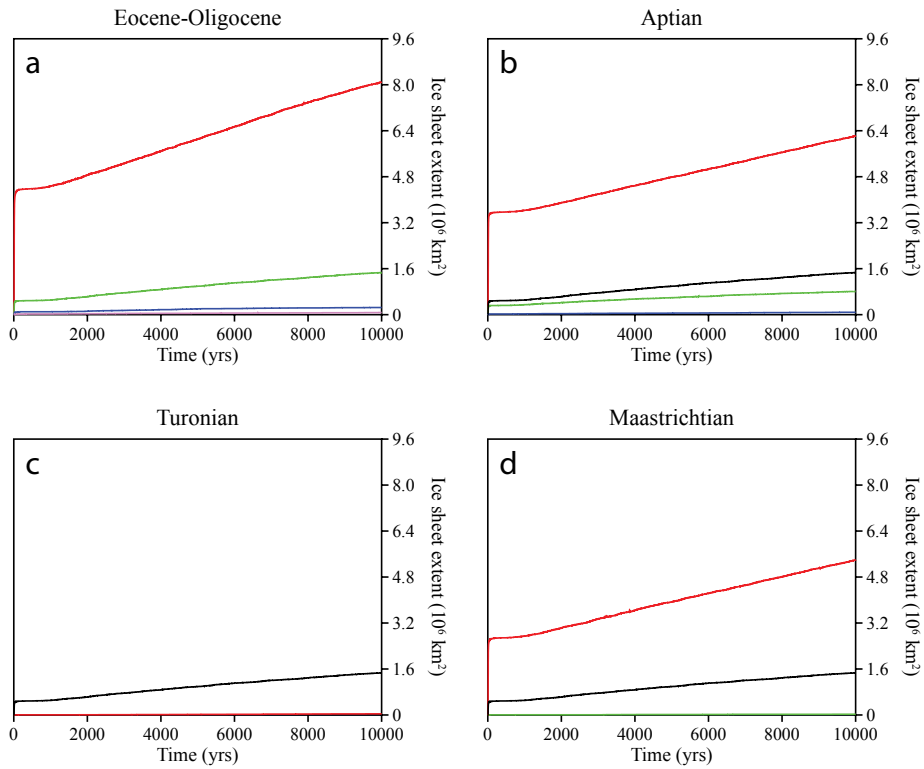 Eocene-Oligocene
a
9.6
8.0
6.4
4.8
3.2
1.6
0
Ice sheet extent (10⁶ km²)
0 2000 4000 6000 8000 10000
Time (yrs)
Aptian
b
9.6
8.0
6.4
4.8
3.2
1.6
0
Ice sheet extent (10⁶ km²)
0 2000 4000 6000 8000 10000
Time (yrs)
Turonian
c
9.6
8.0
6.4
4.8
3.2
1.6
0
Ice sheet extent (10⁶ km²)
0 2000 4000 6000 8000 10000
Time (yrs)
Maastrichtian
d
9.6
8.0
6.4
4.8
3.2
1.6
0
Ice sheet extent (10⁶ km²)
0 2000 4000 6000 8000 10000
Time (yrs)